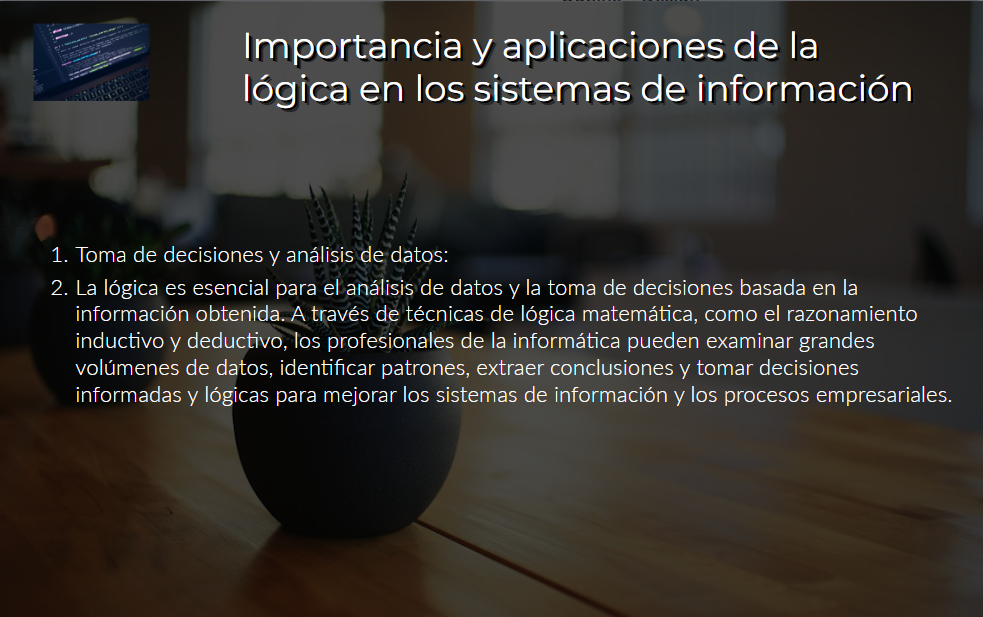 Importancia y aplicaciones de la
lógica en los sistemas de información
1. Toma de decisiones y análisis de datos:
2. La lógica es esencial para el análisis de datos y la toma de decisiones basada en la
información obtenida. A través de técnicas de lógica matemática, como el razonamiento
inductivo y deductivo, los profesionales de la informática pueden examinar grandes
volúmenes de datos, identificar patrones, extraer conclusiones y tomar decisiones
informadas y lógicas para mejorar los sistemas de información y los procesos empresariales.